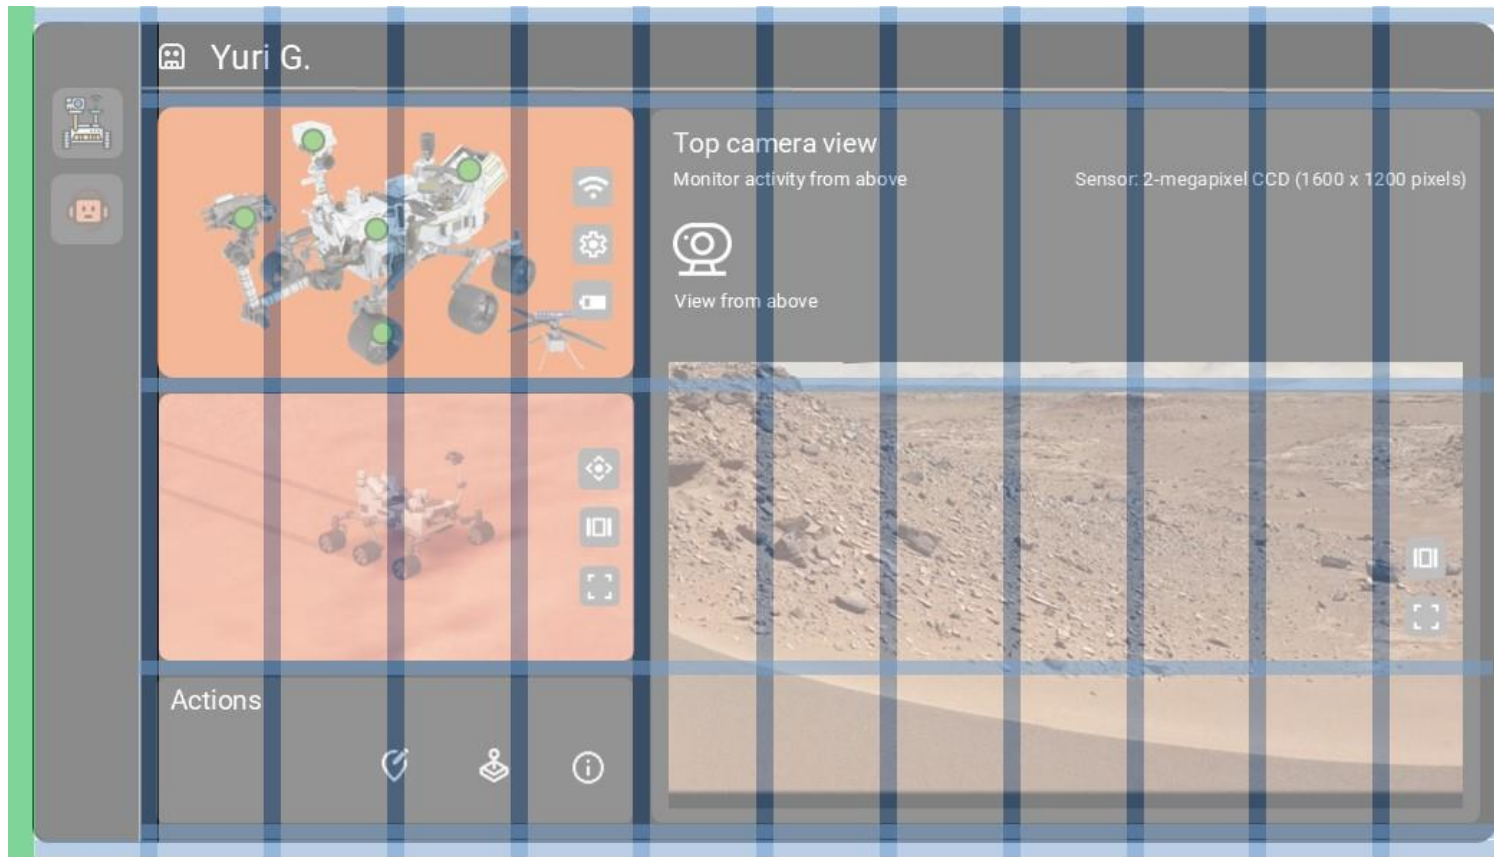 Yuri G.
Top camera view
Monitor activity from above
Sensor: 2-megapixel CCD (1600 x 1200 pixels)
View from above
Actions